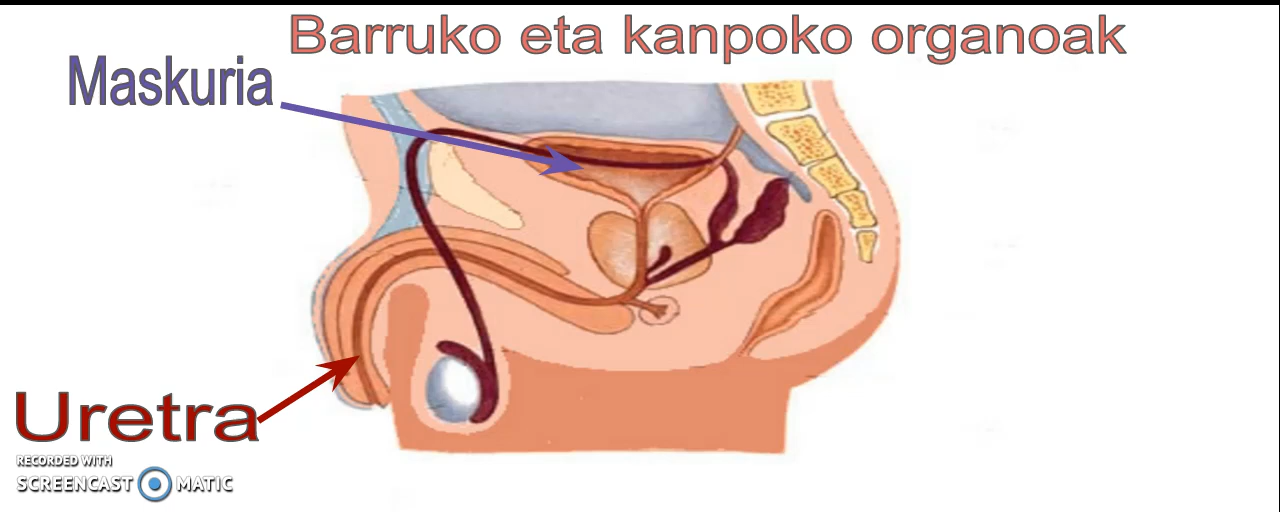 Barruko eta kanpoko organoak
Maskuria
Uretra
RECORDED WITH
SCREENCAST MATIC